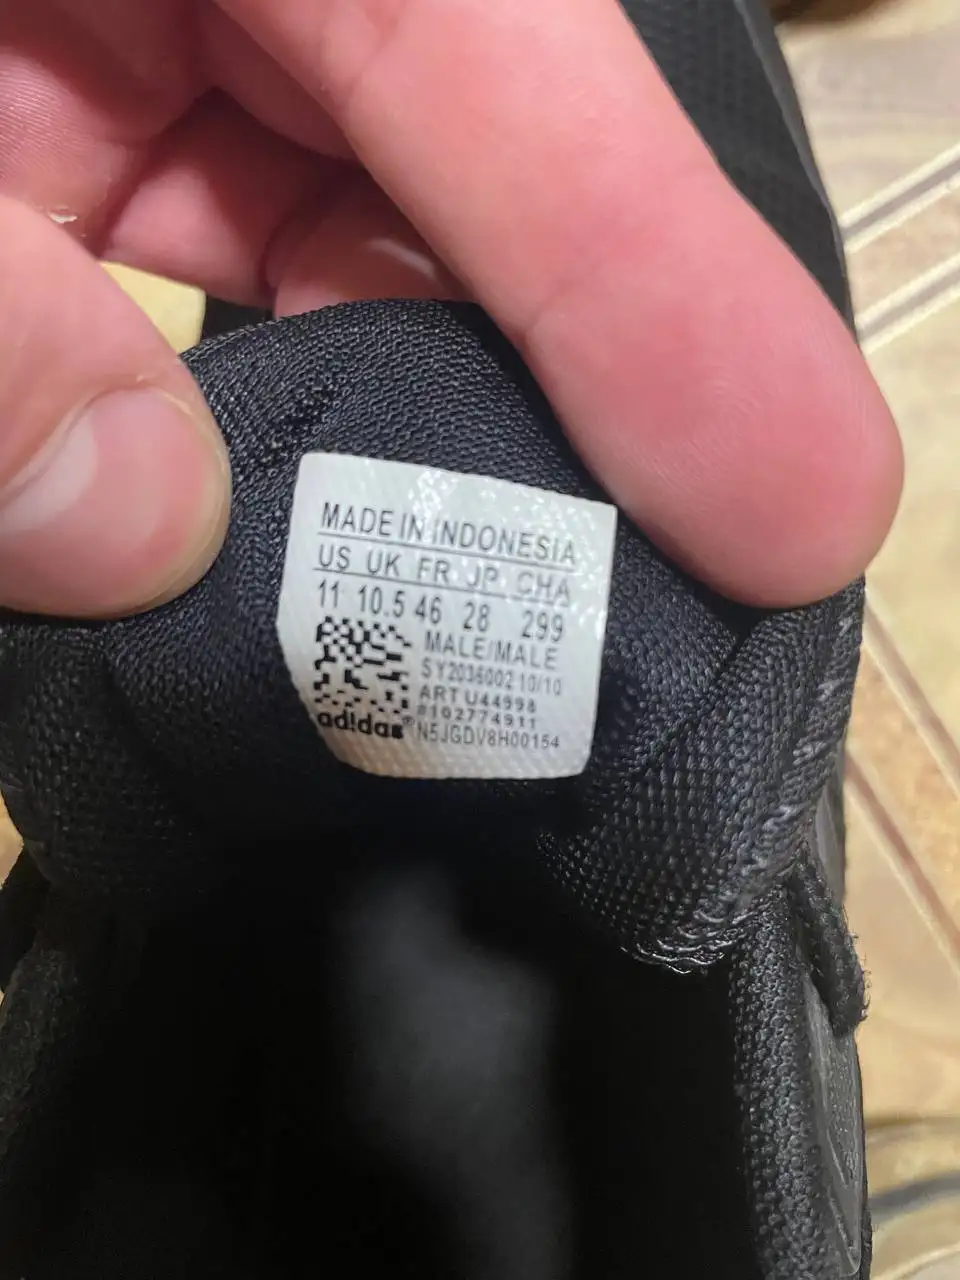 MADE IN INDONESIA
US UK FR JP CHA
11 10.5 46 28 299
MALE/MALE
SY2036002 10/10
ART U44998
#102774911
adidas® N5JGDV8H00154